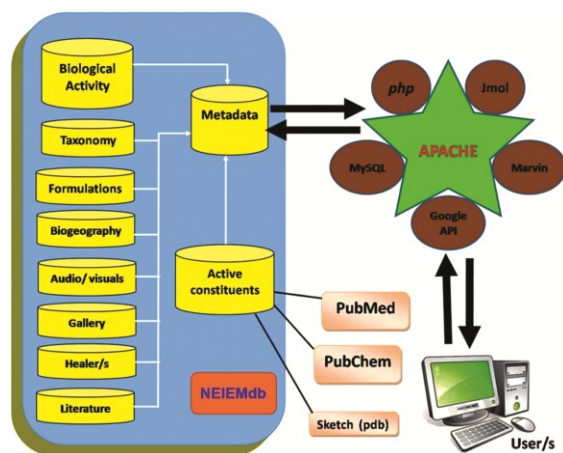 Biological
Activity
Metadata
Taxonomy
Formulations
Biogeography
Audio/ visuals
Gallery
Healer/s
Literature
Active
constituents
NEIEMdb
PubMed
PubChem
Sketch (pdb)
php
Jmol
APACHE
MySQL
Marvin
Google
API
User/s